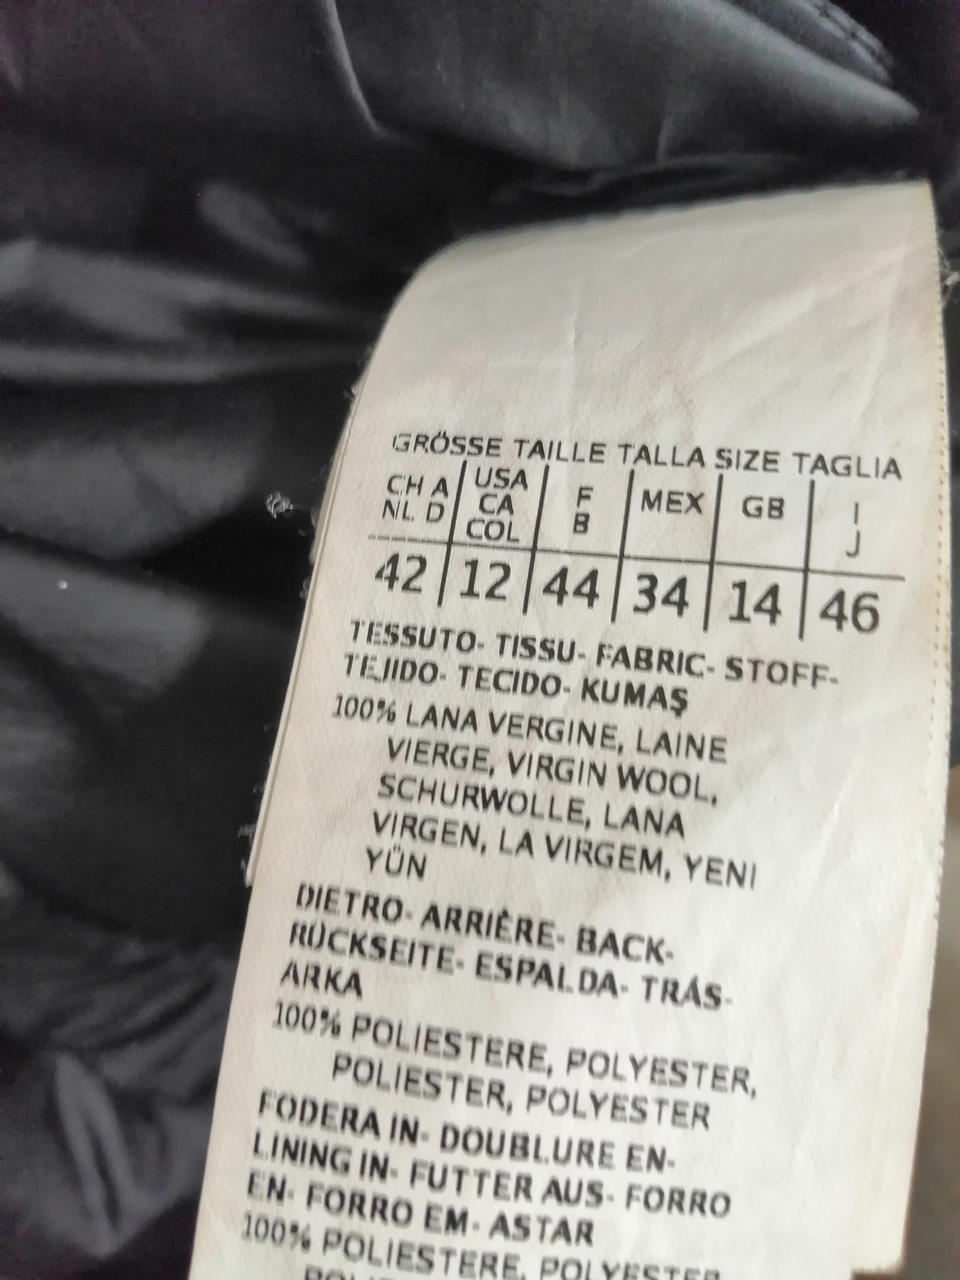 GRÖSSE TAILLE TALLA SIZE TAGLIA
CH A USA F MEX GB I
NL D CA B J
COL
42 12 44 34 14 46
TESSUTO- TISSU- FABRIC- STOFF-
TEJIDO- TECIDO- KUMAŞ
100% LANA VERGINE, LAINE
VIERGE, VIRGIN WOOL,
SCHURWOLLE, LANA
VIRGEN, LA VIRGEM, YENI
YÜN
DIETRO- ARRIÈRE- BACK-
RÜCKSEITE- ESPALDA- TRÁS-
ARKA
100% POLIESTERE, POLYESTER,
POLIESTER, POLYESTER
FODERA IN- DOUBLURE EN-
LINING IN- FUTTER AUS- FORRO
EN- FORRO EM- ASTAR
100% POLIESTERE, POLYESTER